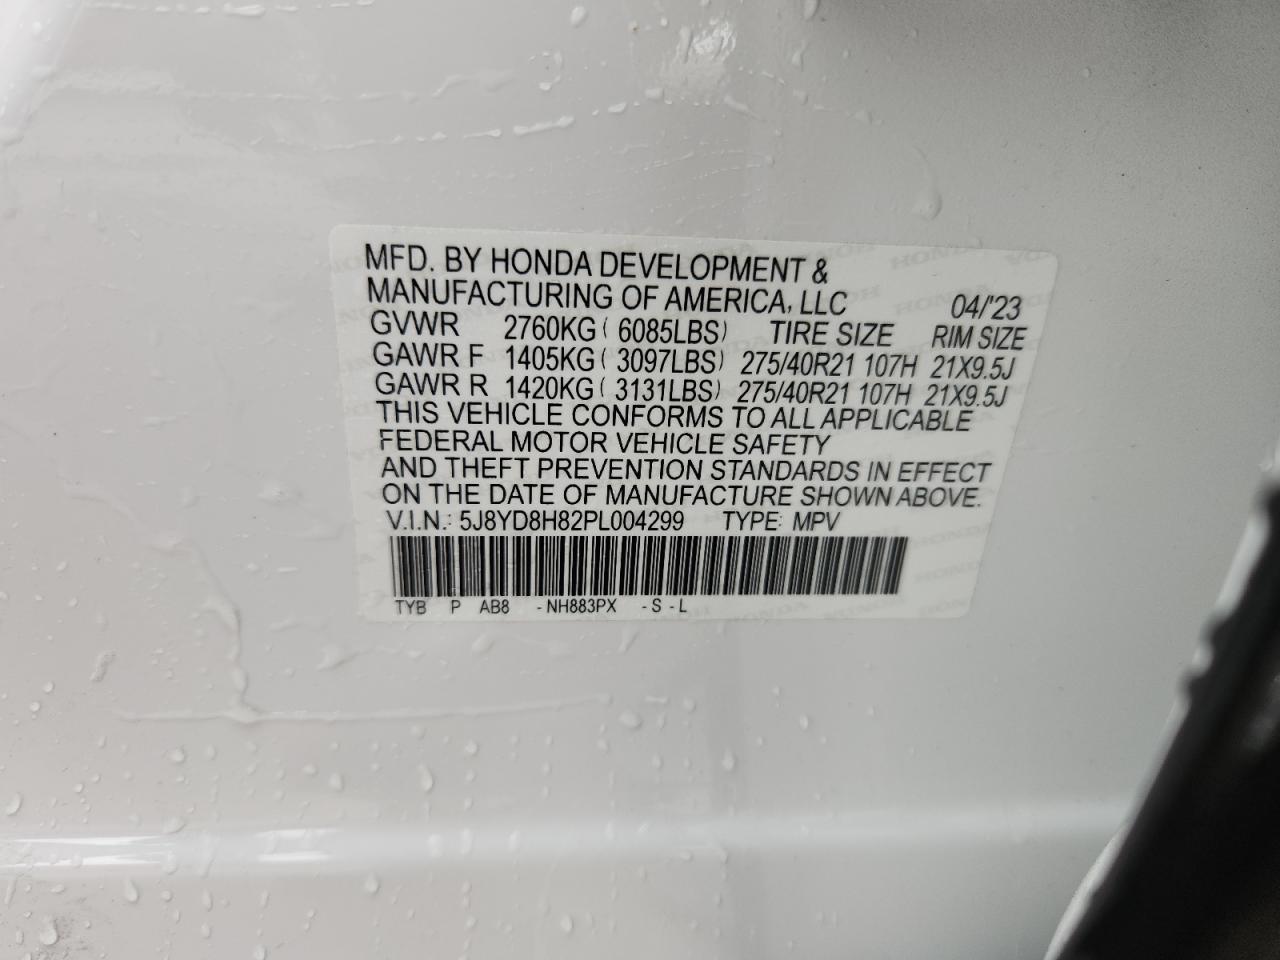 MFD. BY HONDA DEVELOPMENT &
MANUFACTURING OF AMERICA, LLC 04/'23
GVWR 2760KG ( 6085LBS) TIRE SIZE RIM SIZE
GAWR F 1405KG ( 3097LBS) 275/40R21 107H 21X9.5J
GAWR R 1420KG ( 3131LBS) 275/40R21 107H 21X9.5J
THIS VEHICLE CONFORMS TO ALL APPLICABLE
FEDERAL MOTOR VEHICLE SAFETY
AND THEFT PREVENTION STANDARDS IN EFFECT
ON THE DATE OF MANUFACTURE SHOWN ABOVE.
V.I.N.: 5J8YD8H82PL004299 TYPE: MPV
TYB P AB8 - NH883PX - S - L